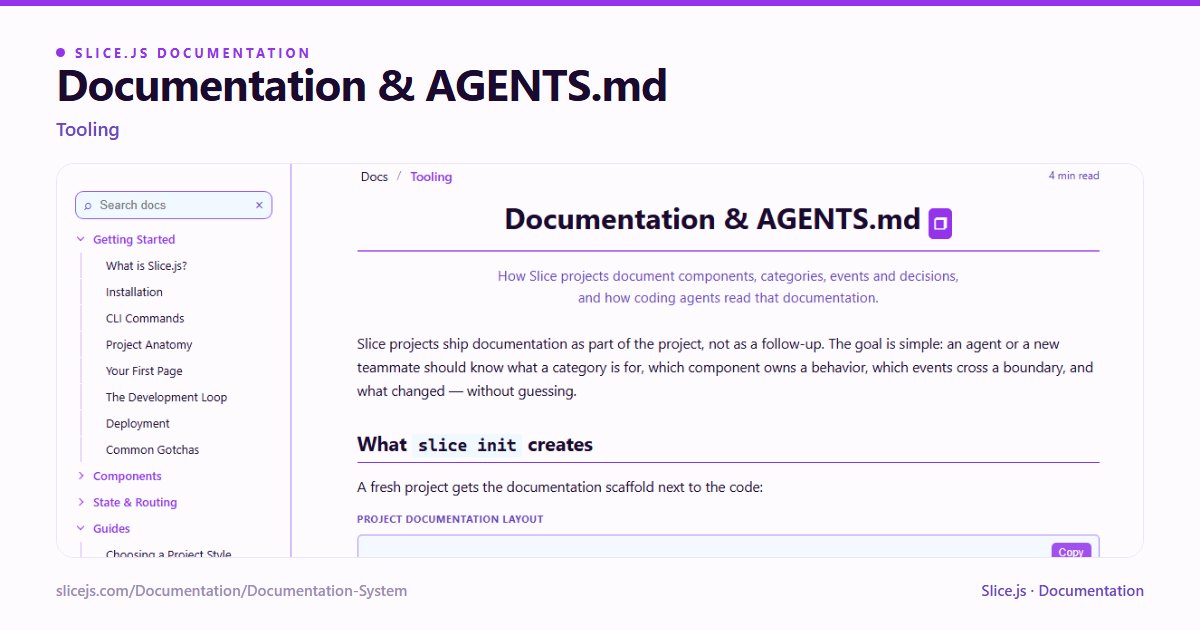 SLICE.JS DOCUMENTATION
Documentation & AGENTS.md
Tooling
Search docs ×
Getting Started
What is Slice.js?
Installation
CLI Commands
Project Anatomy
Your First Page
The Development Loop
Deployment
Common Gotchas
Components
State & Routing
Guides
Choosing a Project Style
Docs / Tooling
4 min read
Documentation & AGENTS.md
How Slice projects document components, categories, events and decisions,
and how coding agents read that documentation.
Slice projects ship documentation as part of the project, not as a follow-up. The goal is simple: an agent or a new
teammate should know what a category is for, which component owns a behavior, which events cross a boundary, and
what changed — without guessing.
What slice init creates
A fresh project gets the documentation scaffold next to the code:
PROJECT DOCUMENTATION LAYOUT
Copy
slicejs.com/Documentation/Documentation-System
Slice.js · Documentation